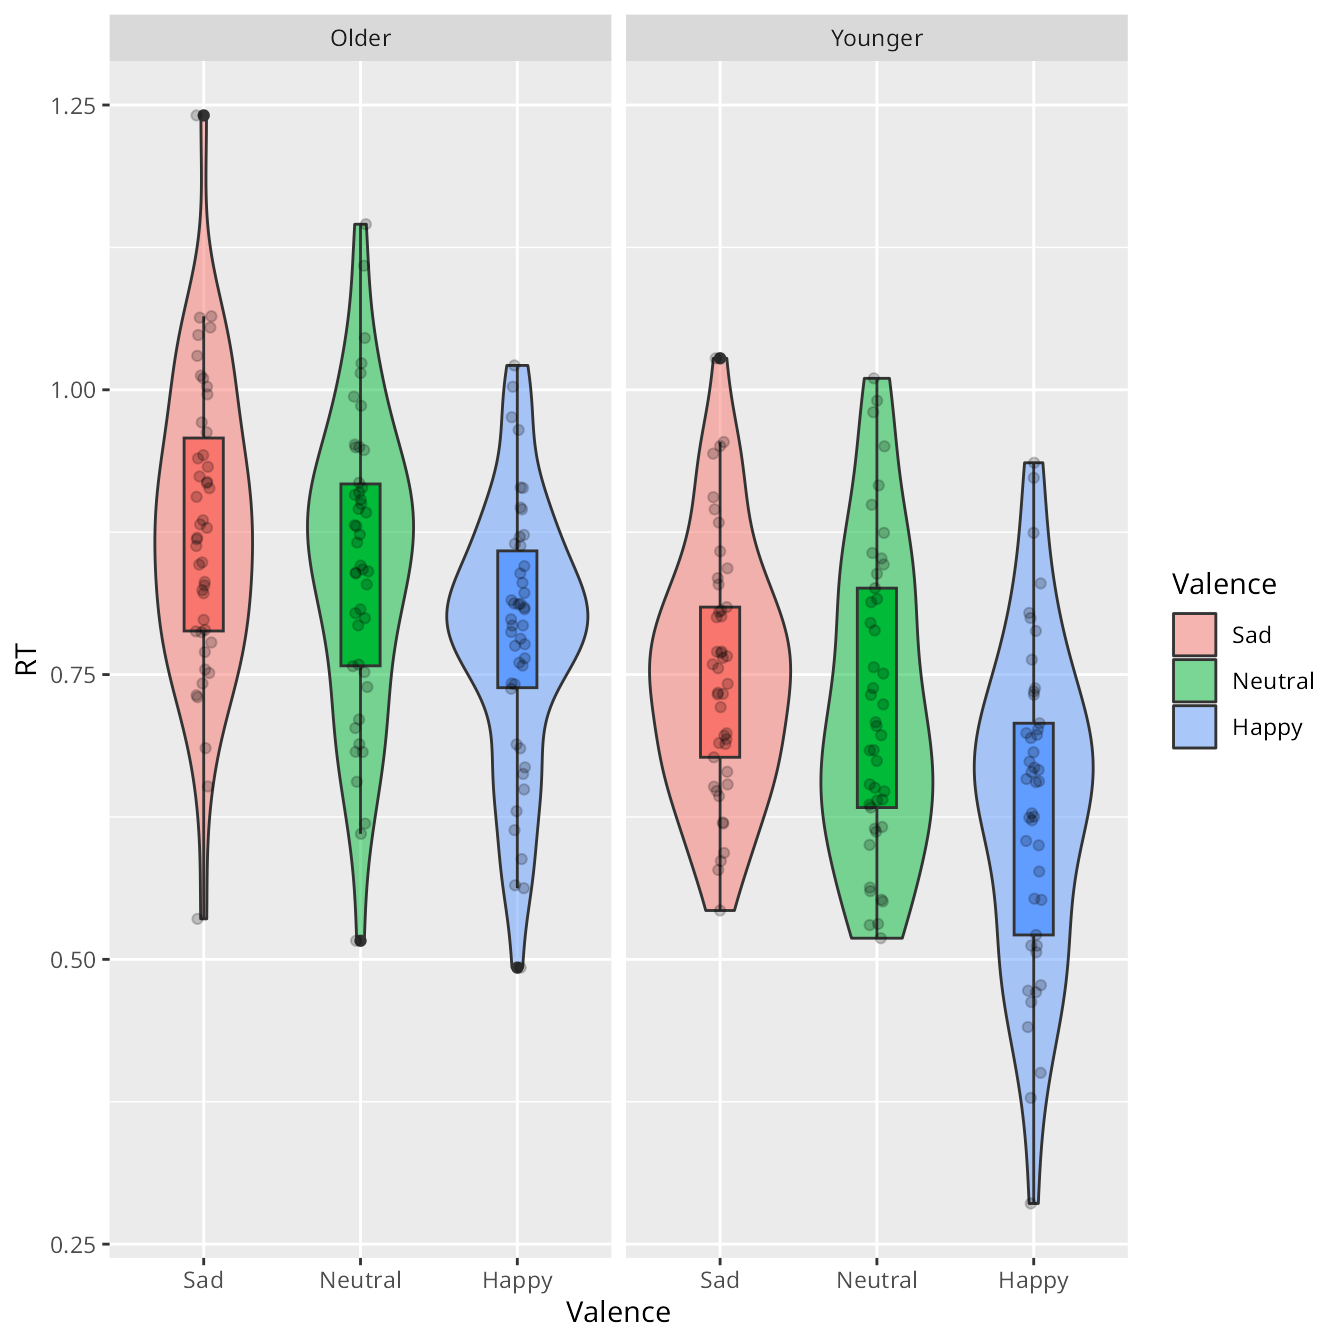 Older Younger
1.25
1.00
0.75
0.50
0.25
RT
Sad Neutral Happy Sad Neutral Happy
Valence
Valence
Sad
Neutral
Happy